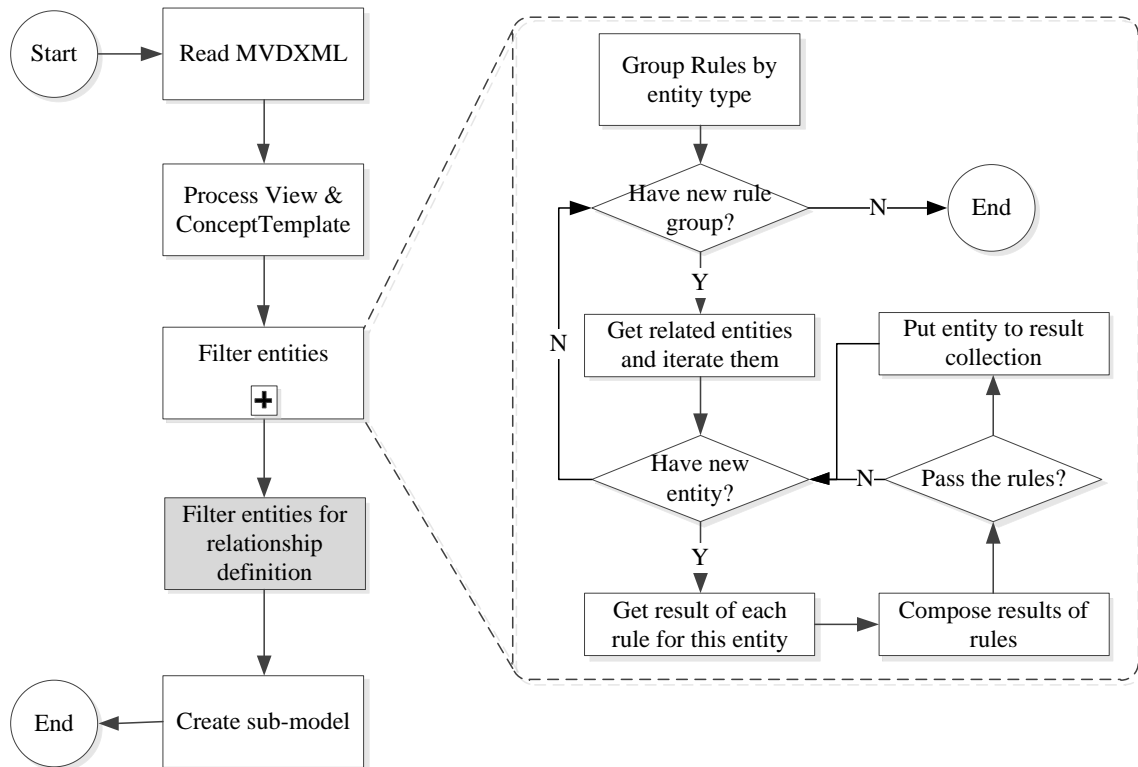 Start
Read MVDXML
Process View &
ConceptTemplate
Filter entities
Filter entities for
relationship
definition
Create sub-model
End
Group Rules by
entity type
Have new rule
group?
N
End
Y
Get related entities
and iterate them
Put entity to result
collection
N
Have new
entity?
N
Pass the rules?
Y
Get result of each
rule for this entity
Compose results of
rules